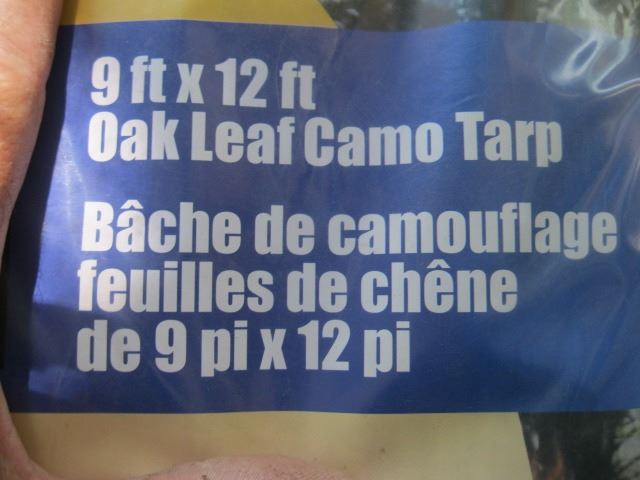 9 ft x 12 ft
Oak Leaf Camo Tarp
Bâche de camouflage
feuilles de chêne
de 9 pi x 12 pi